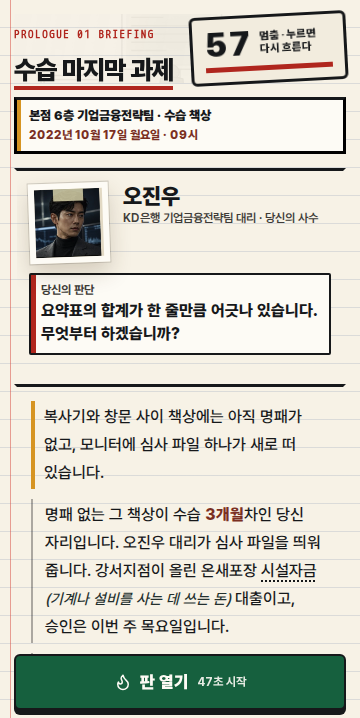 PROLOGUE 01 BRIEFING
57 멈춤 · 누르면
다시 흐른다
수습 마지막 과제
본점 6층 기업금융전략팀 · 수습 책상
2022년 10월 17일 월요일 · 09시
오진우
KD은행 기업금융전략팀 대리 · 당신의 사수
당신의 판단
요약표의 합계가 한 줄만큼 어긋나 있습니다.
무엇부터 하겠습니까?
복사기와 창문 사이 책상에는 아직 명패가
없고, 모니터에 심사 파일 하나가 새로 떠
있습니다.
명패 없는 그 책상이 수습 3개월차인 당신
자리입니다. 오진우 대리가 심사 파일을 띄워
줍니다. 강서지점이 올린 온새포장 시설자금
(기계나 설비를 사는 데 쓰는 돈) 대출이고,
승인은 이번 주 목요일입니다.
판 열기 47초 시작